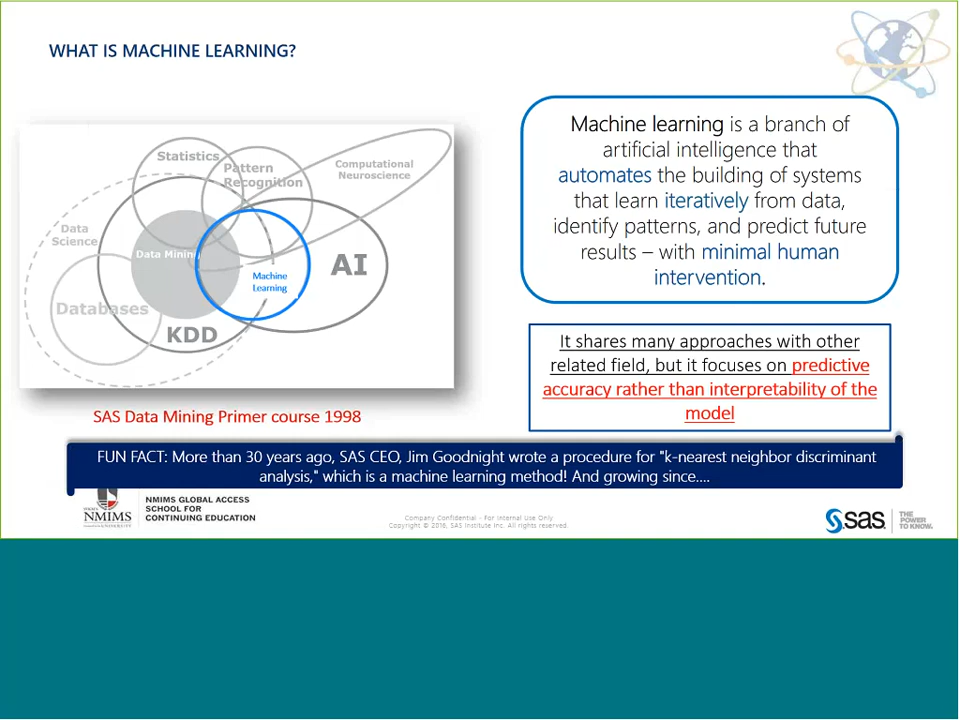 WHAT IS MACHINE LEARNING?
Statistics
Pattern
Recognition
Computational
Neuroscience
Data
Science
Data Mining
Machine
Learning
AI
Databases
KDD
SAS Data Mining Primer course 1998
Machine learning is a branch of
artificial intelligence that
automates the building of systems
that learn iteratively from data,
identify patterns, and predict future
results – with minimal human
intervention.
It shares many approaches with other
related field, but it focuses on predictive
accuracy rather than interpretability of the
model
FUN FACT: More than 30 years ago, SAS CEO, Jim Goodnight wrote a procedure for "k-nearest neighbor discriminant
analysis," which is a machine learning method! And growing since....
NMIMS
NMIMS GLOBAL ACCESS
SCHOOL FOR
CONTINUING EDUCATION
Company Confidential - For Internal Use Only
Copyright © 2016, SAS Institute Inc. All rights reserved.
sas
THE
POWER
TO KNOW.